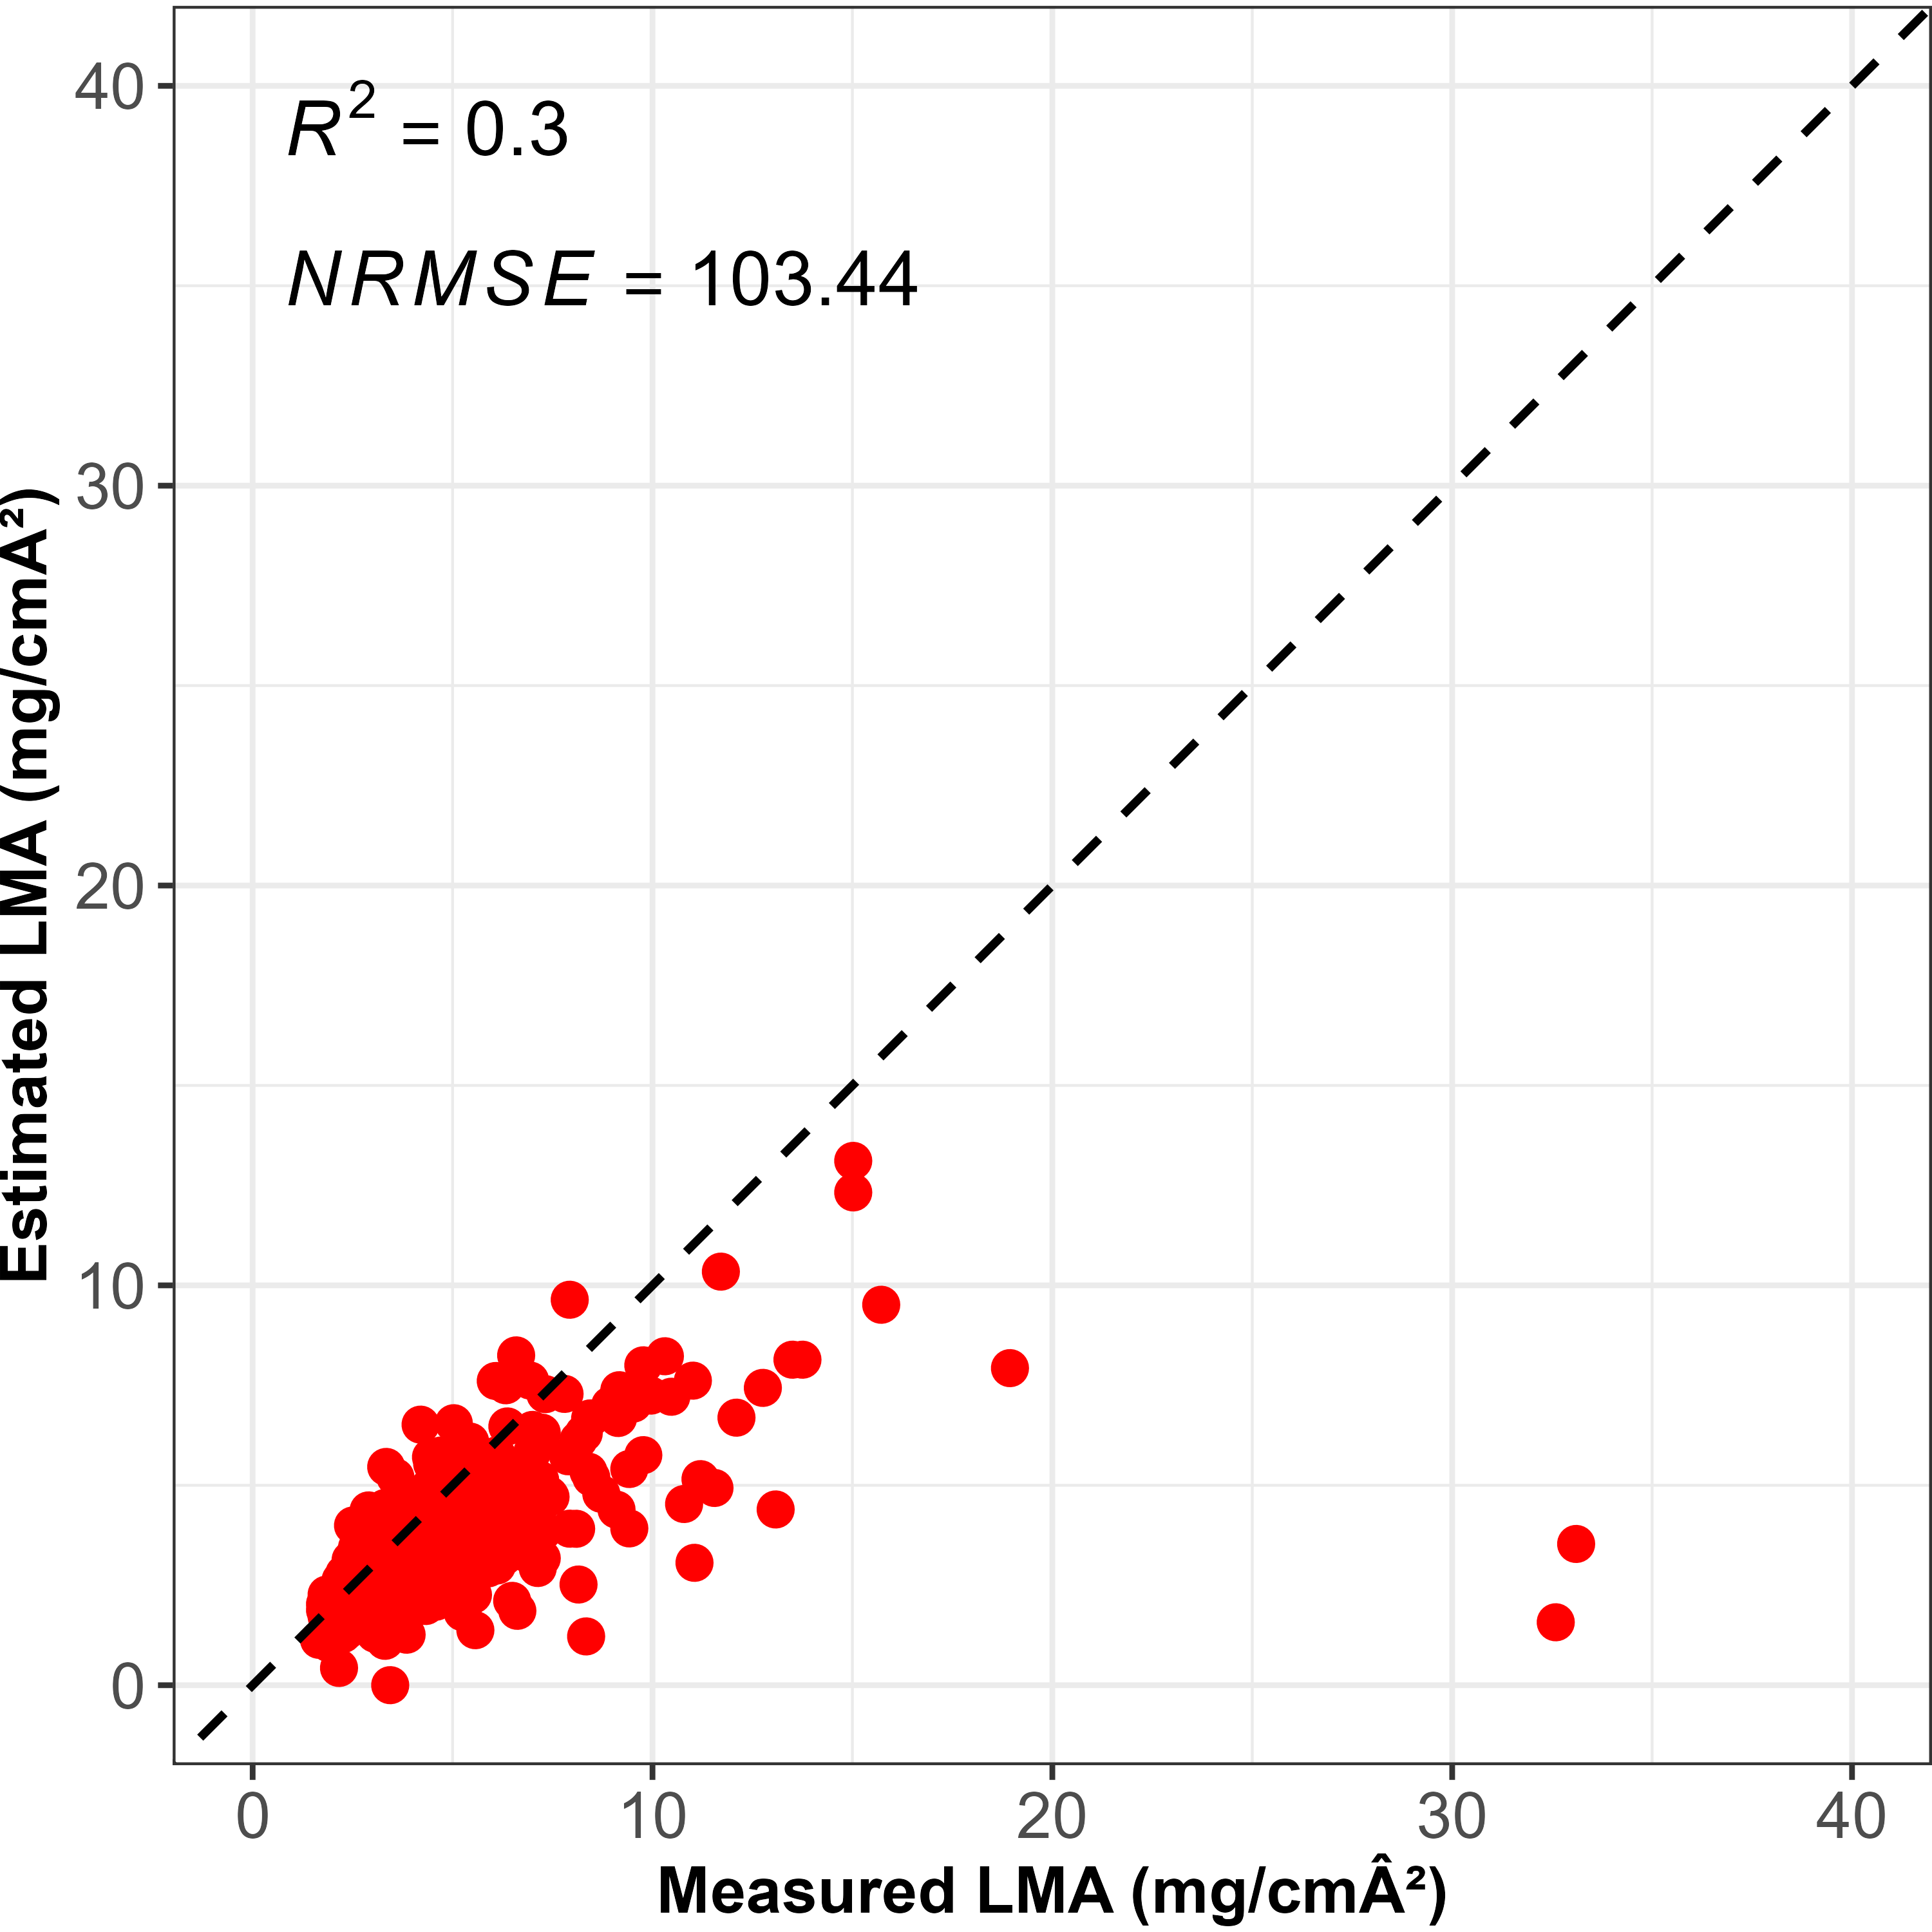 R² = 0.3
NRMSE = 103.44
Estimated LMA (mg/cmÂ²)
40
30
20
10
0
0 10 20 30 40
Measured LMA (mg/cmÂ²)